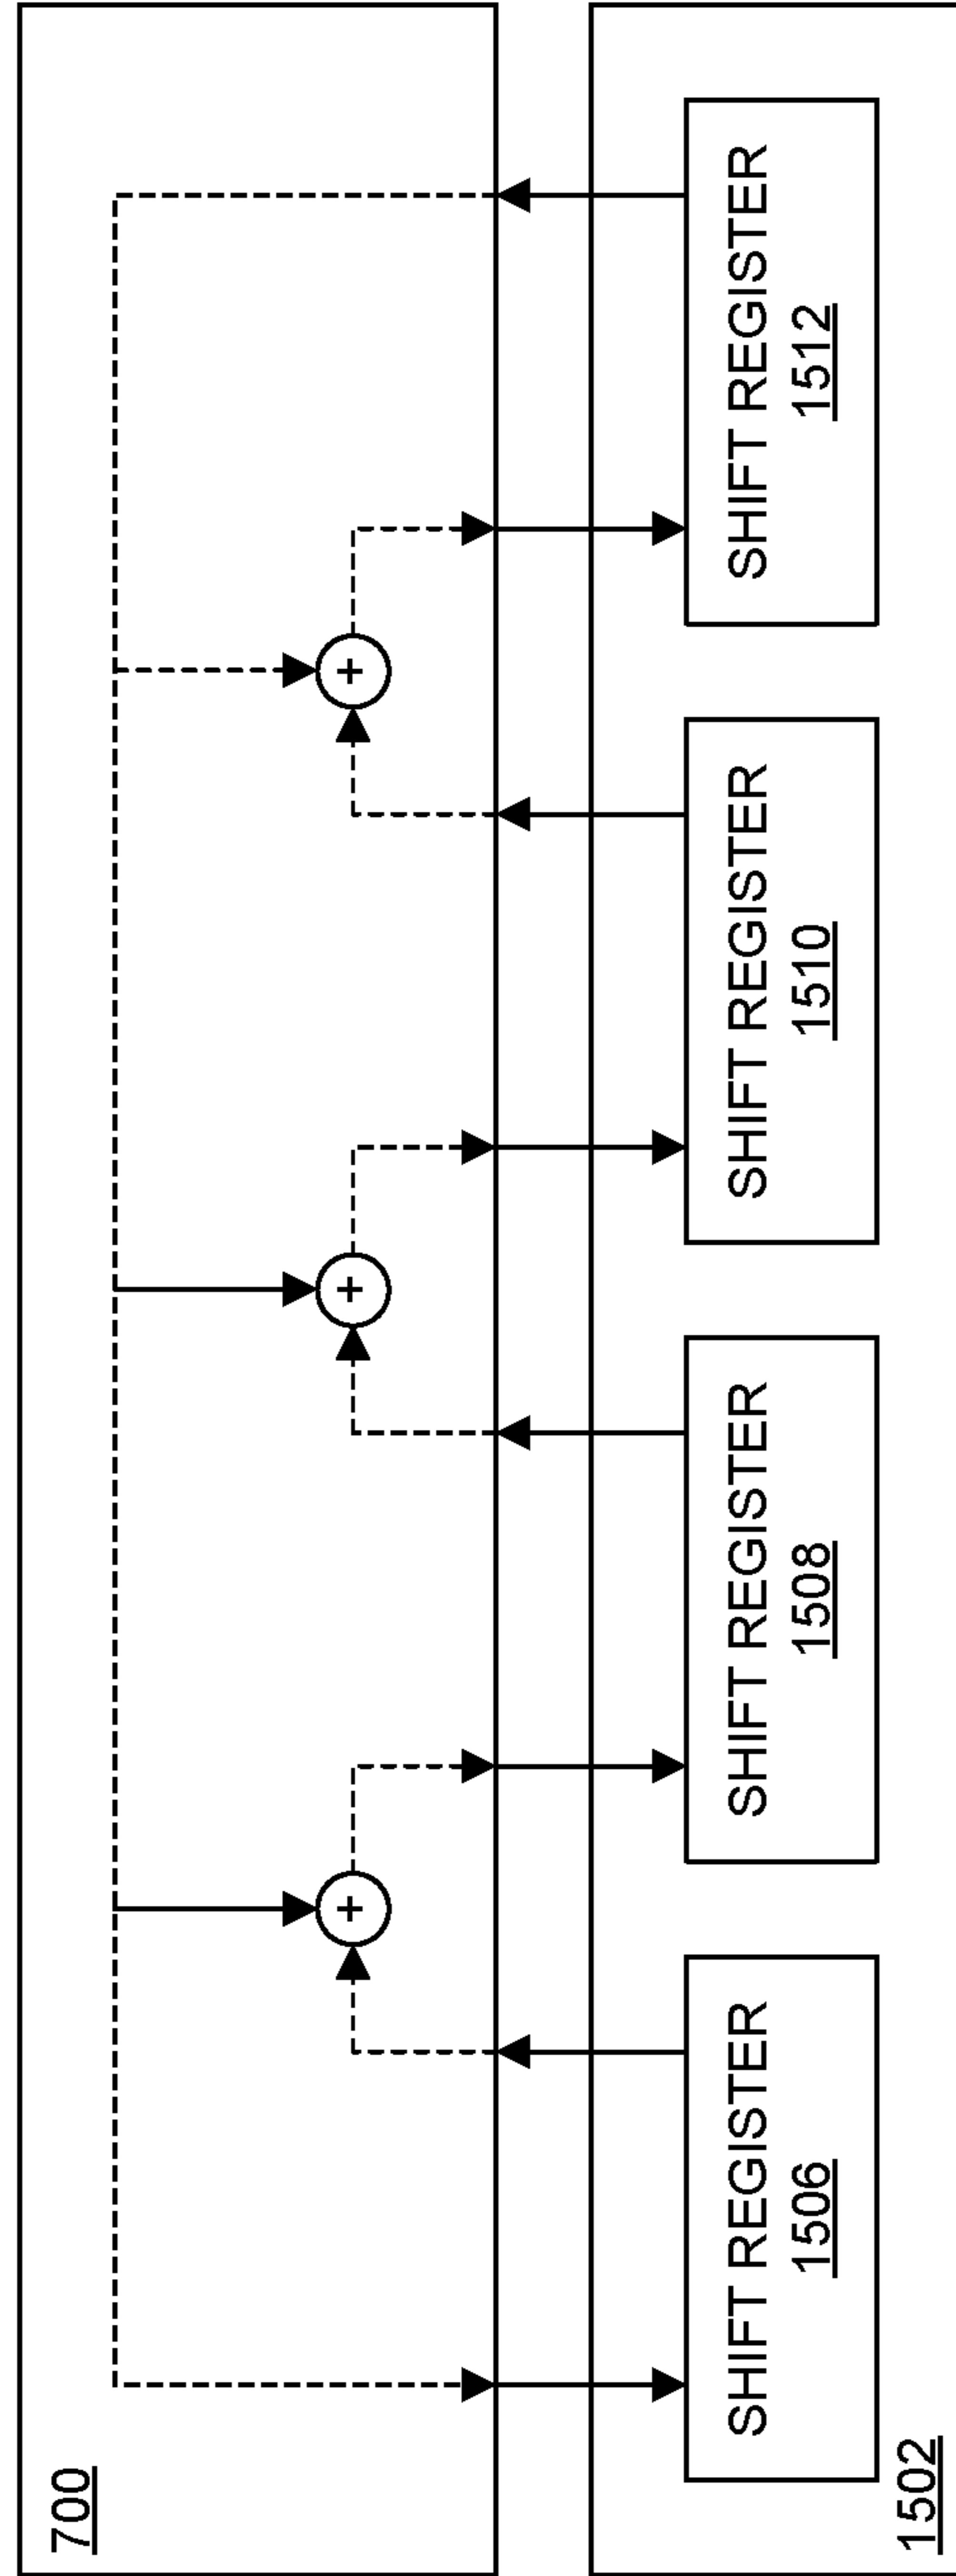 700
SHIFT REGISTER
1506
SHIFT REGISTER
1508
SHIFT REGISTER
1510
SHIFT REGISTER
1512
1502
+
+
+